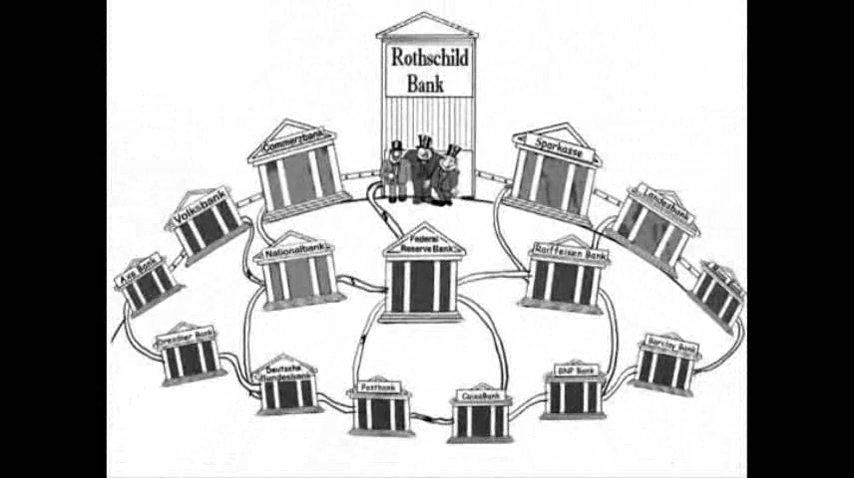 Rothschild
Bank
Commerzbank
Sparkasse
Volksbank
Landesbank
Nationalbank
Federal
Reserve Bank
Raiffeisen Bank
Axa Bank
Dresdner Bank
Barclay Bank
Deutsche
Bundesbank
Postbank
CaixaBank
BNP Bank